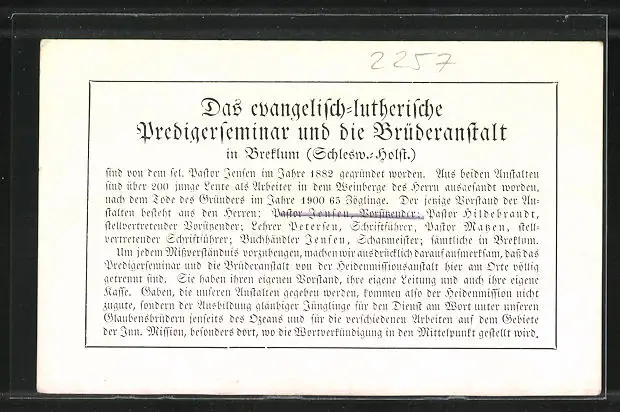 2257
Das evangelisch-lutherische
Predigerseminar und die Brüderanstalt
in Breklum (Schlesw.-Holst.)
sind von dem sel. Pastor Jensen im Jahre 1882 gegründet worden. Aus beiden Anstalten
sind über 200 junge Leute als Arbeiter in dem Weinberge des Herrn ausgesandt worden,
nach dem Tode des Gründers im Jahre 1900 65 Zöglinge. Der jetzige Vorstand der An-
stalten besteht aus den Herren: Pastor Jensen, Vorsitzender; Pastor Hildebrandt,
stellvertretender Vorsitzender; Lehrer Petersen, Schriftführer, Pastor Matzen, stell-
vertretender Schriftführer; Buchhändler Jensen, Schatzmeister; sämtliche in Breklum.
Um jedem Mißverständnis vorzubeugen, machen wir ausdrücklich darauf aufmerksam, daß das
Predigerseminar und die Brüderanstalt von der Heidenmissionsanstalt hier am Orte völlig
getrennt sind. Sie haben ihren eigenen Vorstand, ihre eigene Leitung und auch ihre eigene
Kasse. Gaben, die unseren Anstalten gegeben werden, kommen also der Heidenmission nicht
zugute, sondern der Ausbildung gläubiger Jünglinge für den Dienst am Wort unter unseren
Glaubensbrüdern jenseits des Ozeans und für die verschiedenen Arbeiten auf dem Gebiete
der Inn. Mission, besonders dort, wo die Wortverkündigung in den Mittelpunkt gestellt wird.